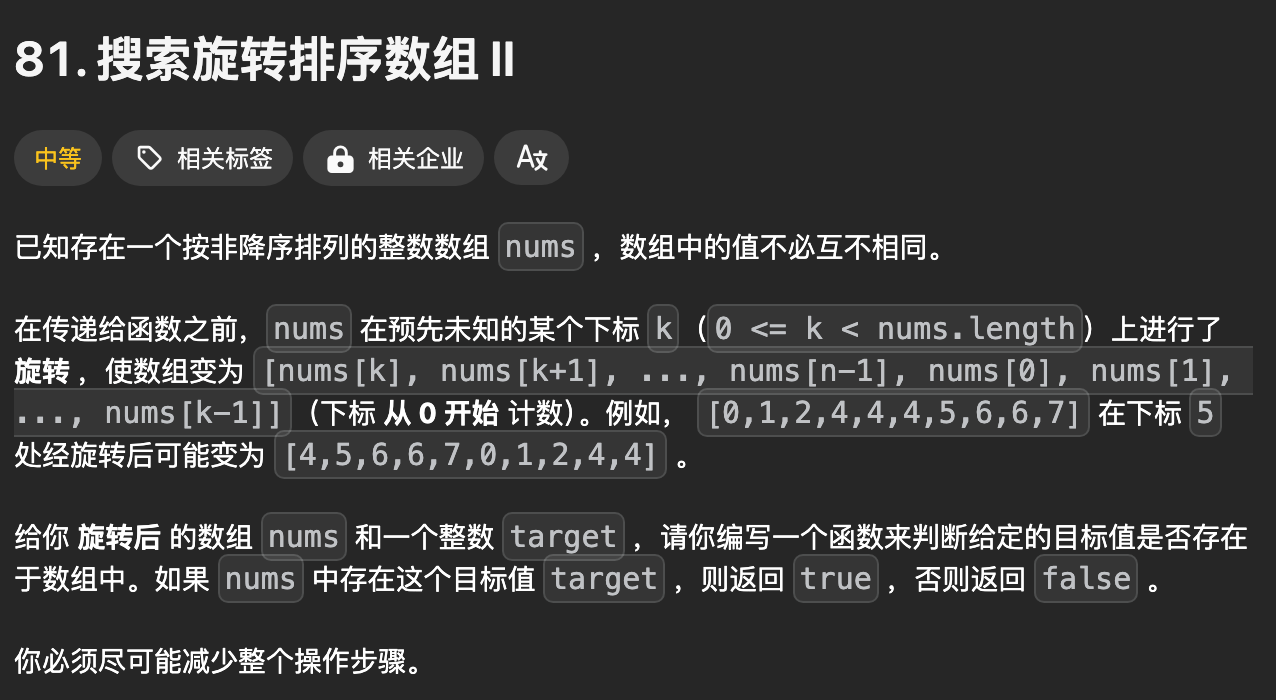 81. 搜索旋转排序数组 II
中等 相关标签 相关企业 A文
已知存在一个按非降序排列的整数数组 nums ，数组中的值不必互不相同。
在传递给函数之前，nums 在预先未知的某个下标 k（0 <= k < nums.length）上进行了
旋转 ，使数组变为 [nums[k], nums[k+1], ..., nums[n-1], nums[0], nums[1],
..., nums[k-1]]（下标 从 0 开始 计数）。例如， [0,1,2,4,4,4,5,6,6,7] 在下标 5
处经旋转后可能变为 [4,5,6,6,7,0,1,2,4,4] 。
给你 旋转后 的数组 nums 和一个整数 target ，请你编写一个函数来判断给定的目标值是否存在
于数组中。如果 nums 中存在这个目标值 target ，则返回 true ，否则返回 false 。
你必须尽可能减少整个操作步骤。